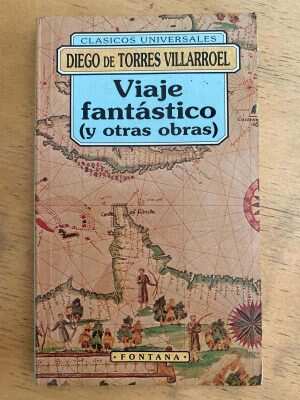 CLASICOS UNIVERSALES
DIEGO DE TORRES VILLARROEL
Viaje
fantástico
(y otras obras)
· FONTANA ·